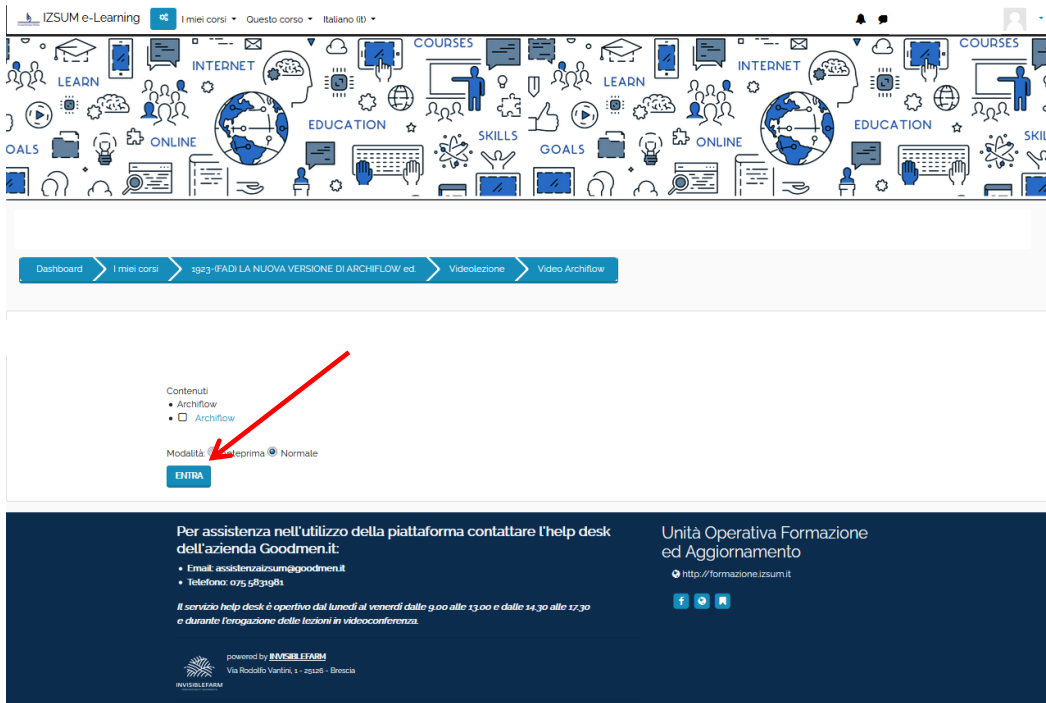 IZSUM e-Learning I miei corsi Questo corso Italiano (it)
COURSES COURSES
INTERNET INTERNET
LEARN LEARN
EDUCATION EDUCATION
OALS ONLINE SKILLS GOALS ONLINE SKIL
Dashboard I miei corsi 1923-(FAD) LA NUOVA VERSIONE DI ARCHIFLOW ed. Videolezione Video Archiflow
Contenuti
• Archiflow
• Archiflow
Modalità: nteprima Normale
ENTRA
Per assistenza nell'utilizzo della piattaforma contattare l'help desk
dell'azienda Goodmen.it:
• Email: assistenzaizsum@goodmen.it
• Telefono: 075 5831981
Il servizio help desk è opertivo dal lunedì al venerdì dalle 9.00 alle 13.00 e dalle 14.30 alle 17.30
e durante l'erogazione delle lezioni in videoconferenza.
powered by INVISIBLEFARM
Via Rodolfo Vantini, 1 - 25126 - Brescia
INVISIBLEFARM
Unità Operativa Formazione
ed Aggiornamento
http://formazione.izsum.it